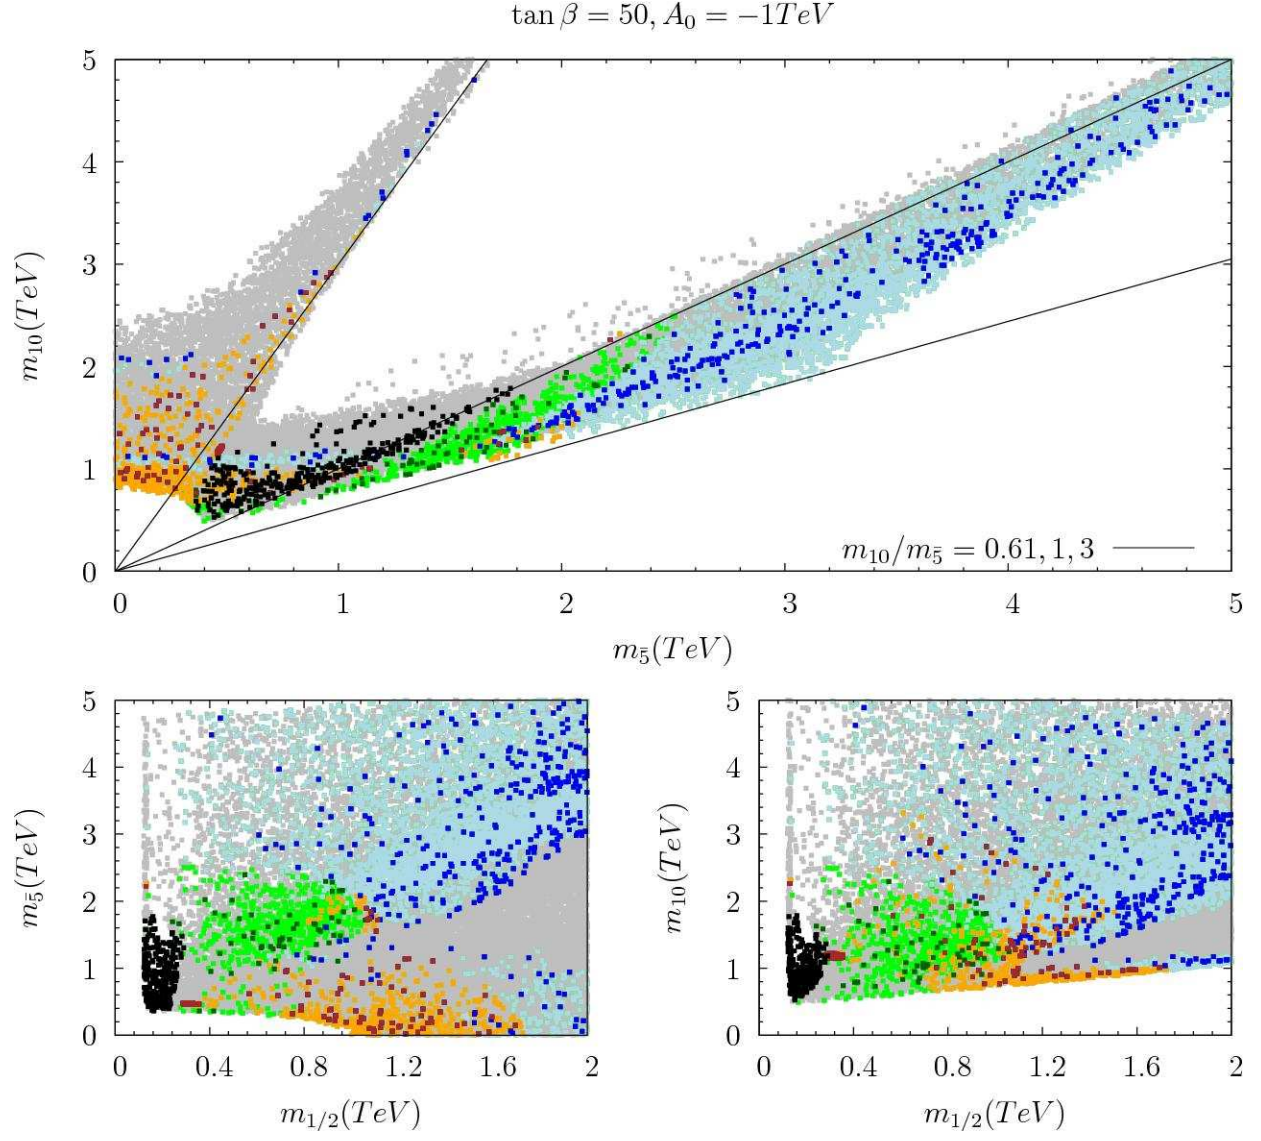 tan β = 50, A₀ = −1TeV
m₁₀(TeV)
5
4
3
2
1
0
m₁₀/m_5̄ = 0.61, 1, 3
0 1 2 3 4 5
m_5̄(TeV)
m_5̄(TeV)
5
4
3
2
1
0
0 0.4 0.8 1.2 1.6 2
m₁/₂(TeV)
m₁₀(TeV)
5
4
3
2
1
0
0 0.4 0.8 1.2 1.6 2
m₁/₂(TeV)